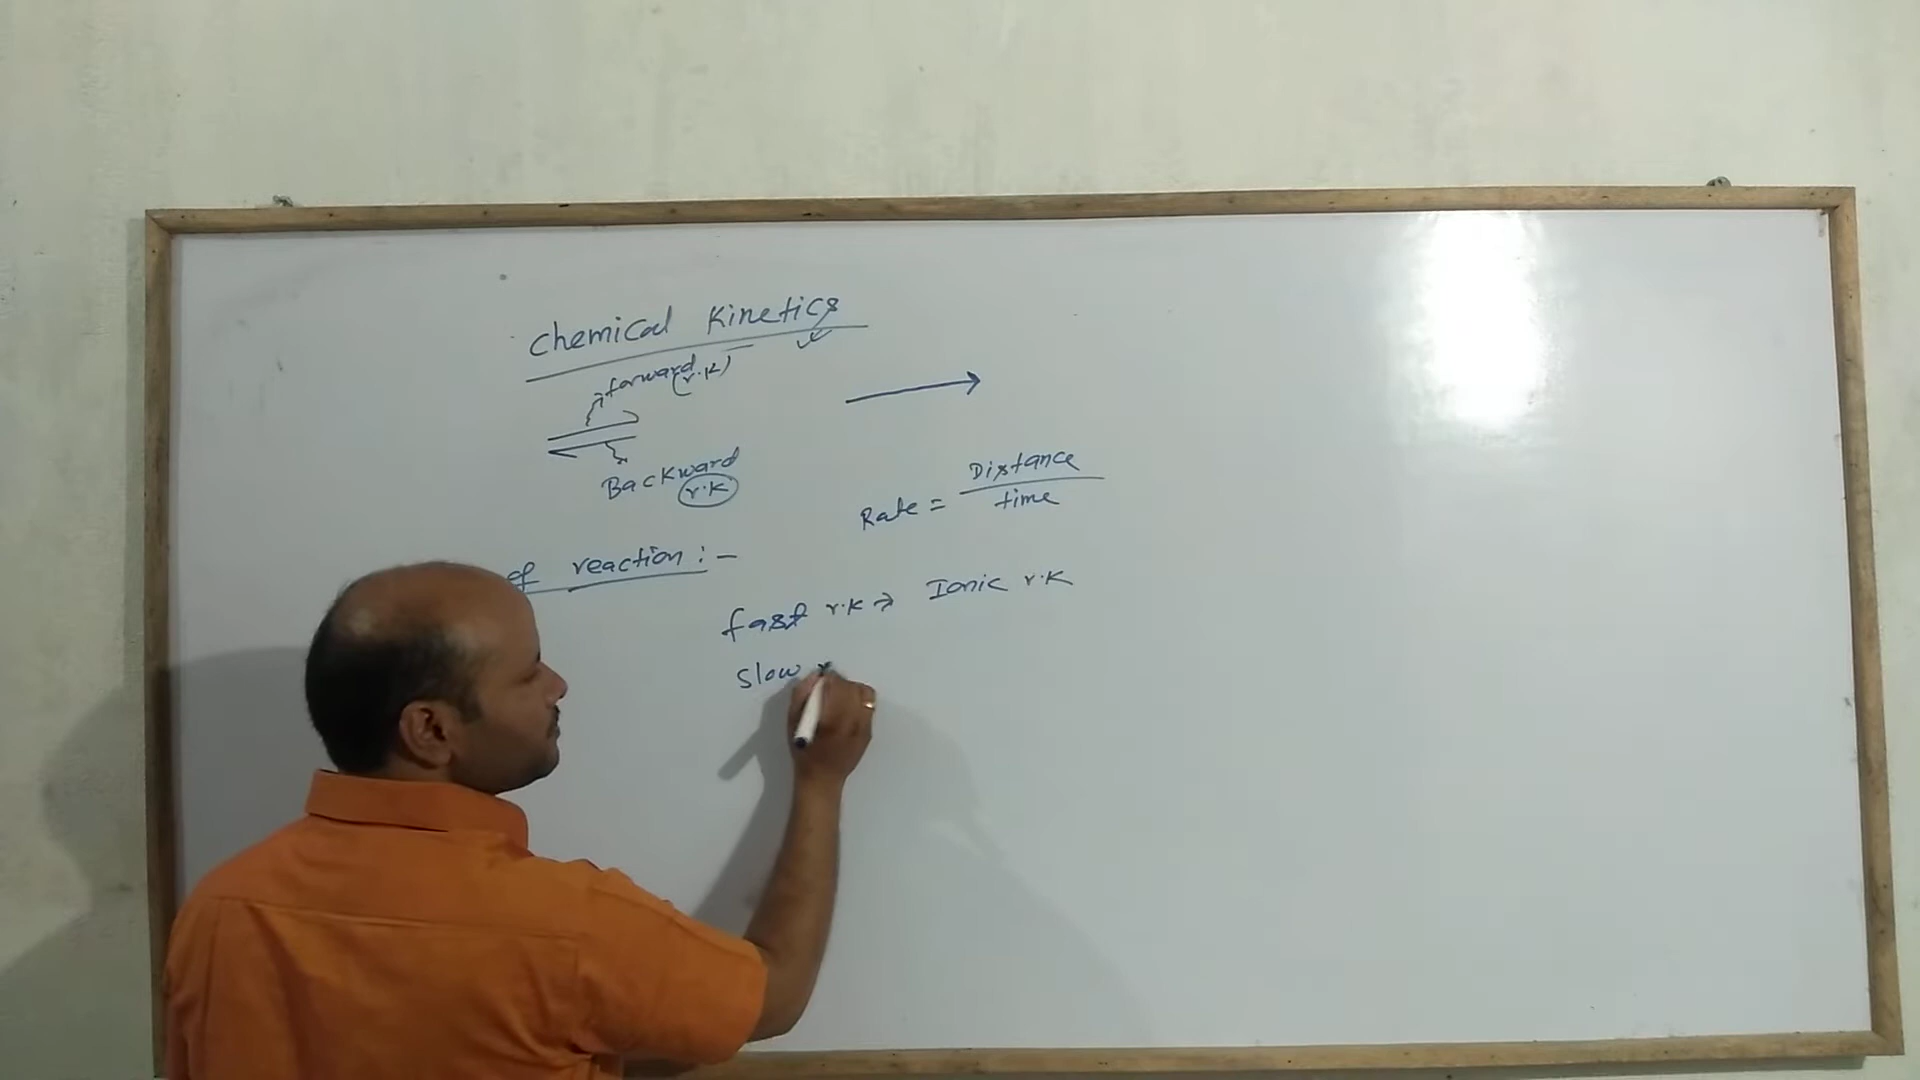 Chemical Kinetics
forward (r.K)
Backward
r.K
Rate = Distance
time
of reaction : -
fast r.K → Ionic r.K
Slow r